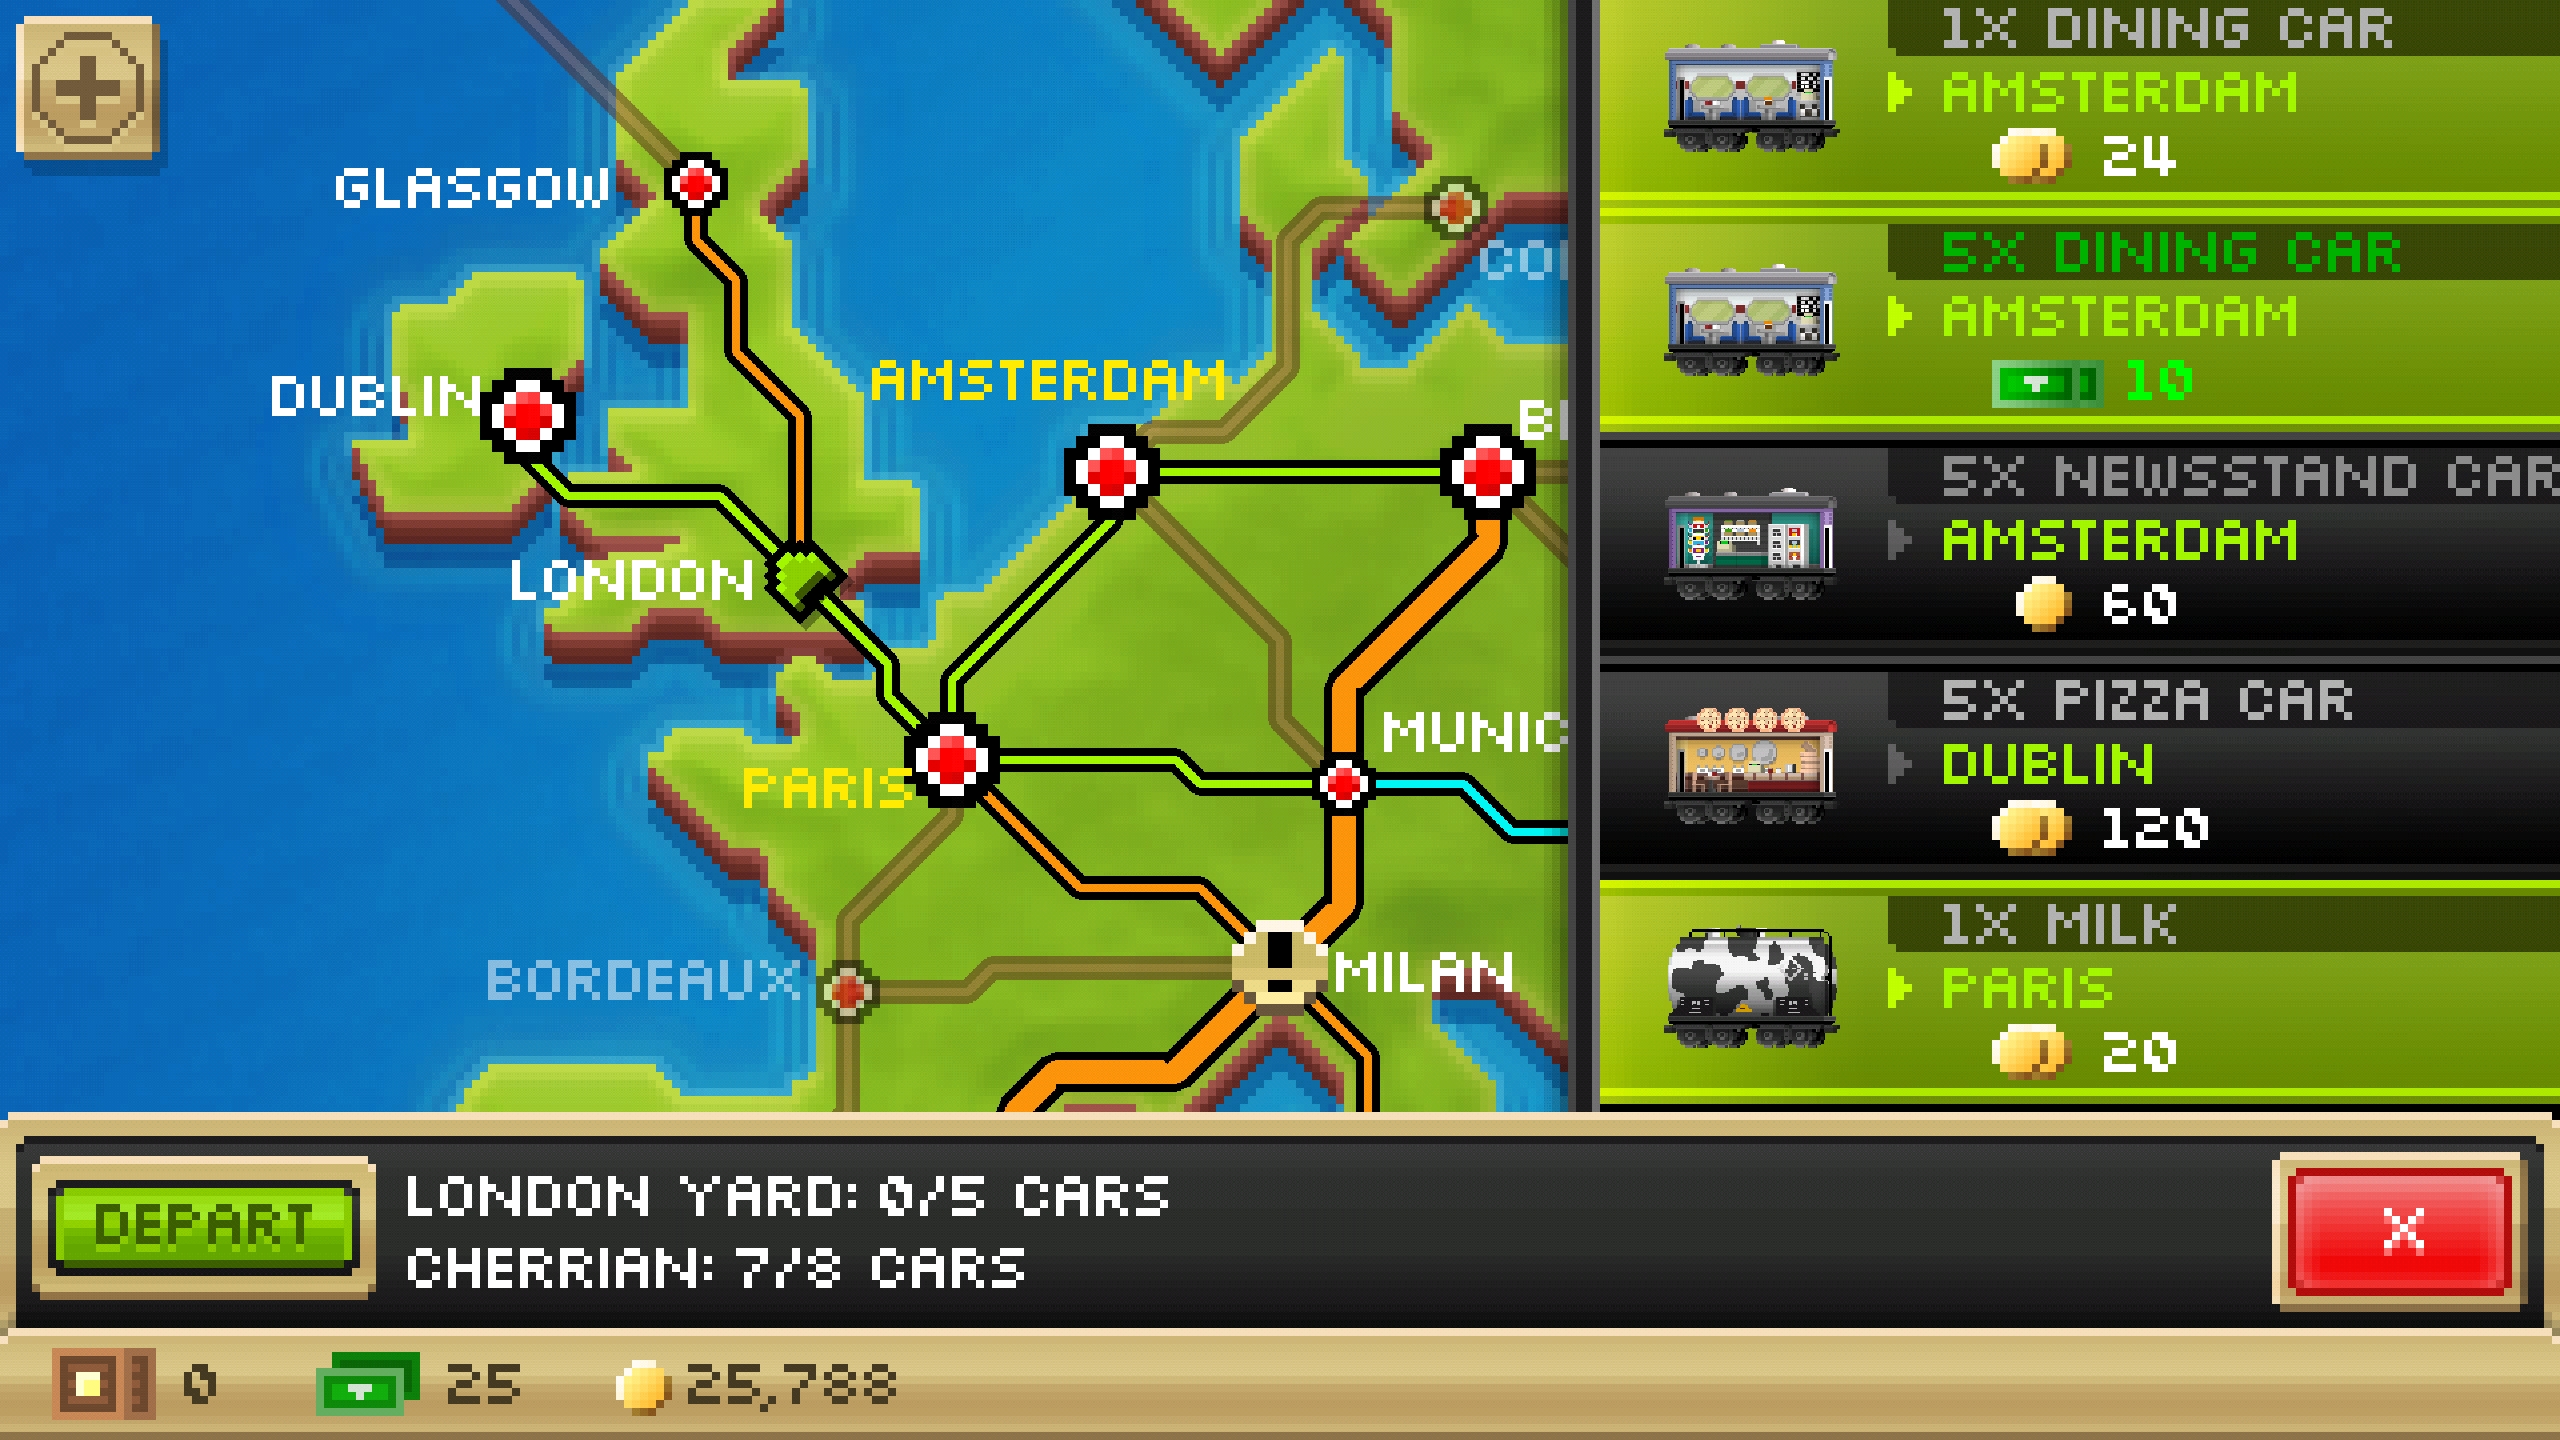 GLASGOW
DUBLIN
AMSTERDAM
LONDON
PARIS
BORDEAUX
MILAN
MUNIC
CO
1X DINING CAR
AMSTERDAM
24
5X DINING CAR
AMSTERDAM
10
5X NEWSSTAND CAR
AMSTERDAM
60
5X PIZZA CAR
DUBLIN
120
1X MILK
PARIS
20
DEPART
LONDON YARD: 0/5 CARS
CHERRIAN: 7/8 CARS
X
0
25
25,788